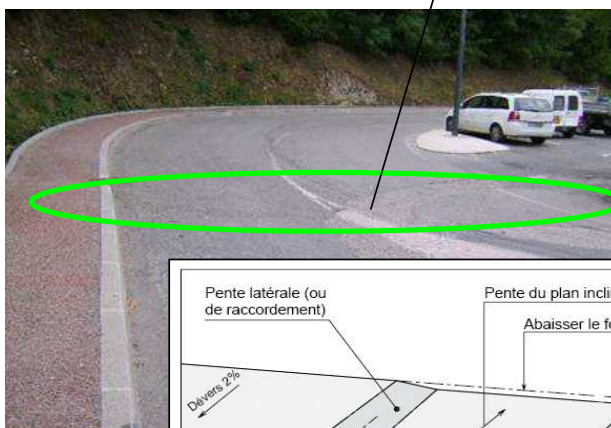 Pente latérale (ou
de raccordement)
Pente du plan incli
Abaisser le f
Dévers 2%